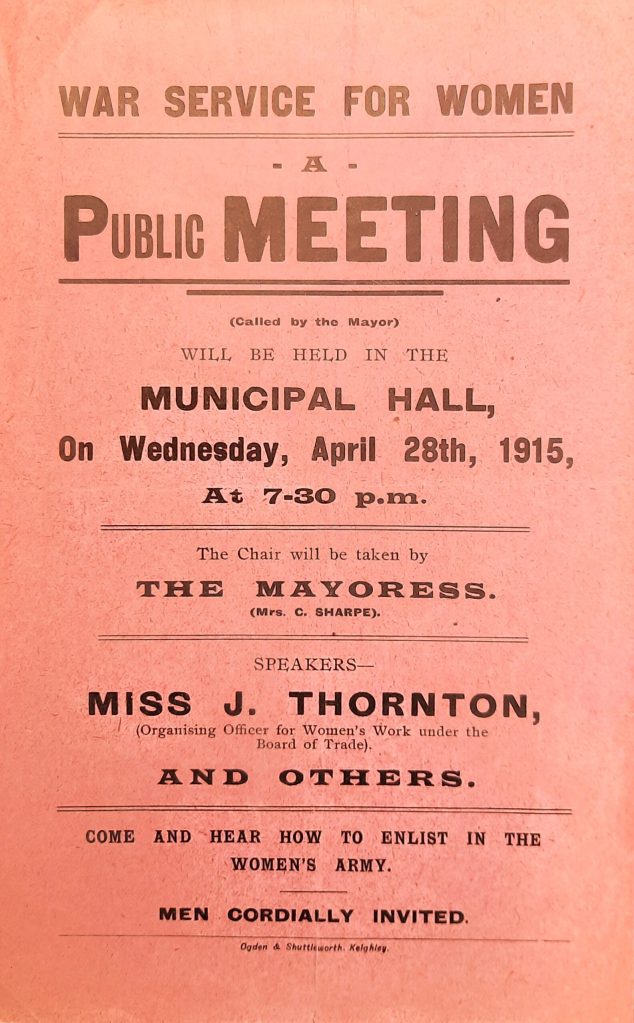 WAR SERVICE FOR WOMEN
- A -
PUBLIC MEETING
(Called by the Mayor)
WILL BE HELD IN THE
MUNICIPAL HALL,
On Wednesday, April 28th, 1915,
At 7-30 p.m.
The Chair will be taken by
THE MAYORESS.
(Mrs. C. SHARPE).
SPEAKERS—
MISS J. THORNTON,
(Organising Officer for Women's Work under the
Board of Trade).
AND OTHERS.
COME AND HEAR HOW TO ENLIST IN THE
WOMEN'S ARMY.
MEN CORDIALLY INVITED.
Ogden & Shuttleworth, Keighley.